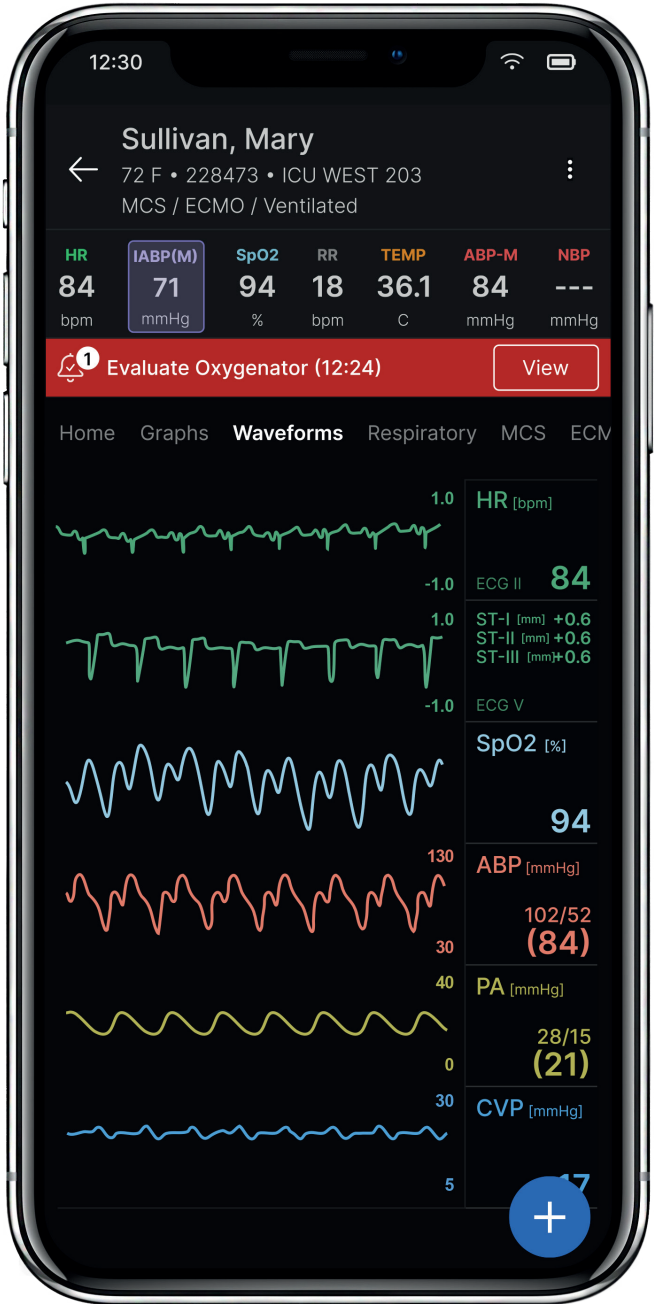 12:30
Sullivan, Mary
72 F • 228473 • ICU WEST 203
MCS / ECMO / Ventilated
HR IABP(M) SpO2 RR TEMP ABP-M NBP
84 71 94 18 36.1 84 ---
bpm mmHg % bpm C mmHg mmHg
1 Evaluate Oxygenator (12:24) View
Home Graphs Waveforms Respiratory MCS ECM
1.0 HR [bpm]
-1.0 ECG II 84
1.0 ST-I [mm] +0.6
ST-II [mm] +0.6
ST-III [mm] +0.6
-1.0 ECG V
SpO2 [%]
94
130 ABP [mmHg]
102/52
30 (84)
40 PA [mmHg]
28/15
0 (21)
30 CVP [mmHg]
5 17
+